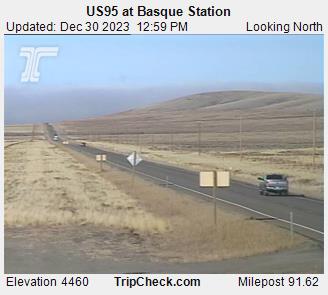 US95 at Basque Station
Updated: Dec 30 2023 12:59 PM Looking North
Elevation 4460 TripCheck.com Milepost 91.62